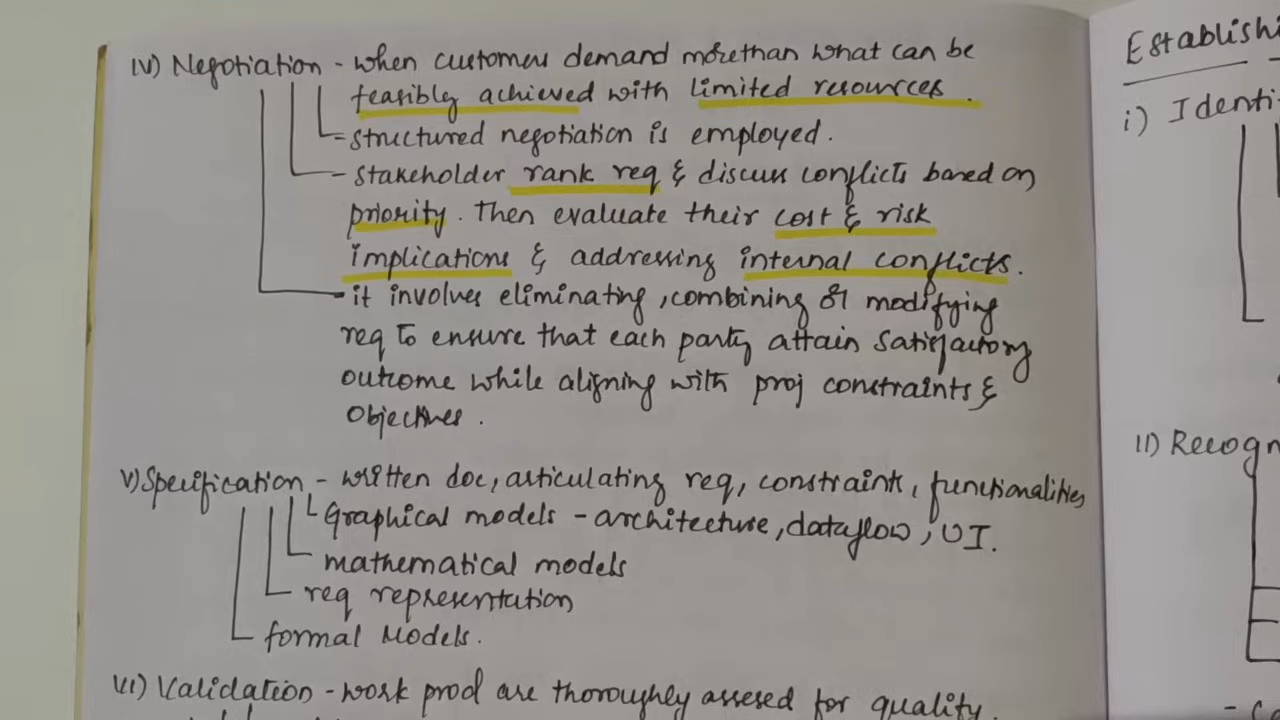 IV) Negotiation - when customers demand morethan what can be
feasibly achieved with limited resources.
- structured negotiation is employed.
- stakeholder rank req & discuss conflicts based on
priority. Then evaluate their cost & risk
implications & addressing internal conflicts.
- it involves eliminating, combining or modifying
req to ensure that each party attain satisfactory
outcome while aligning with proj constraints &
Objectives.
V) Specification - written doc, articulating req, constraints, functionalities
Graphical models - architecture, dataflow, UI.
mathematical models
req representation
formal models.
VI) Validation - work prod are thoroughly assesed for quality.
Establishi
i) Identi
II) Recogn